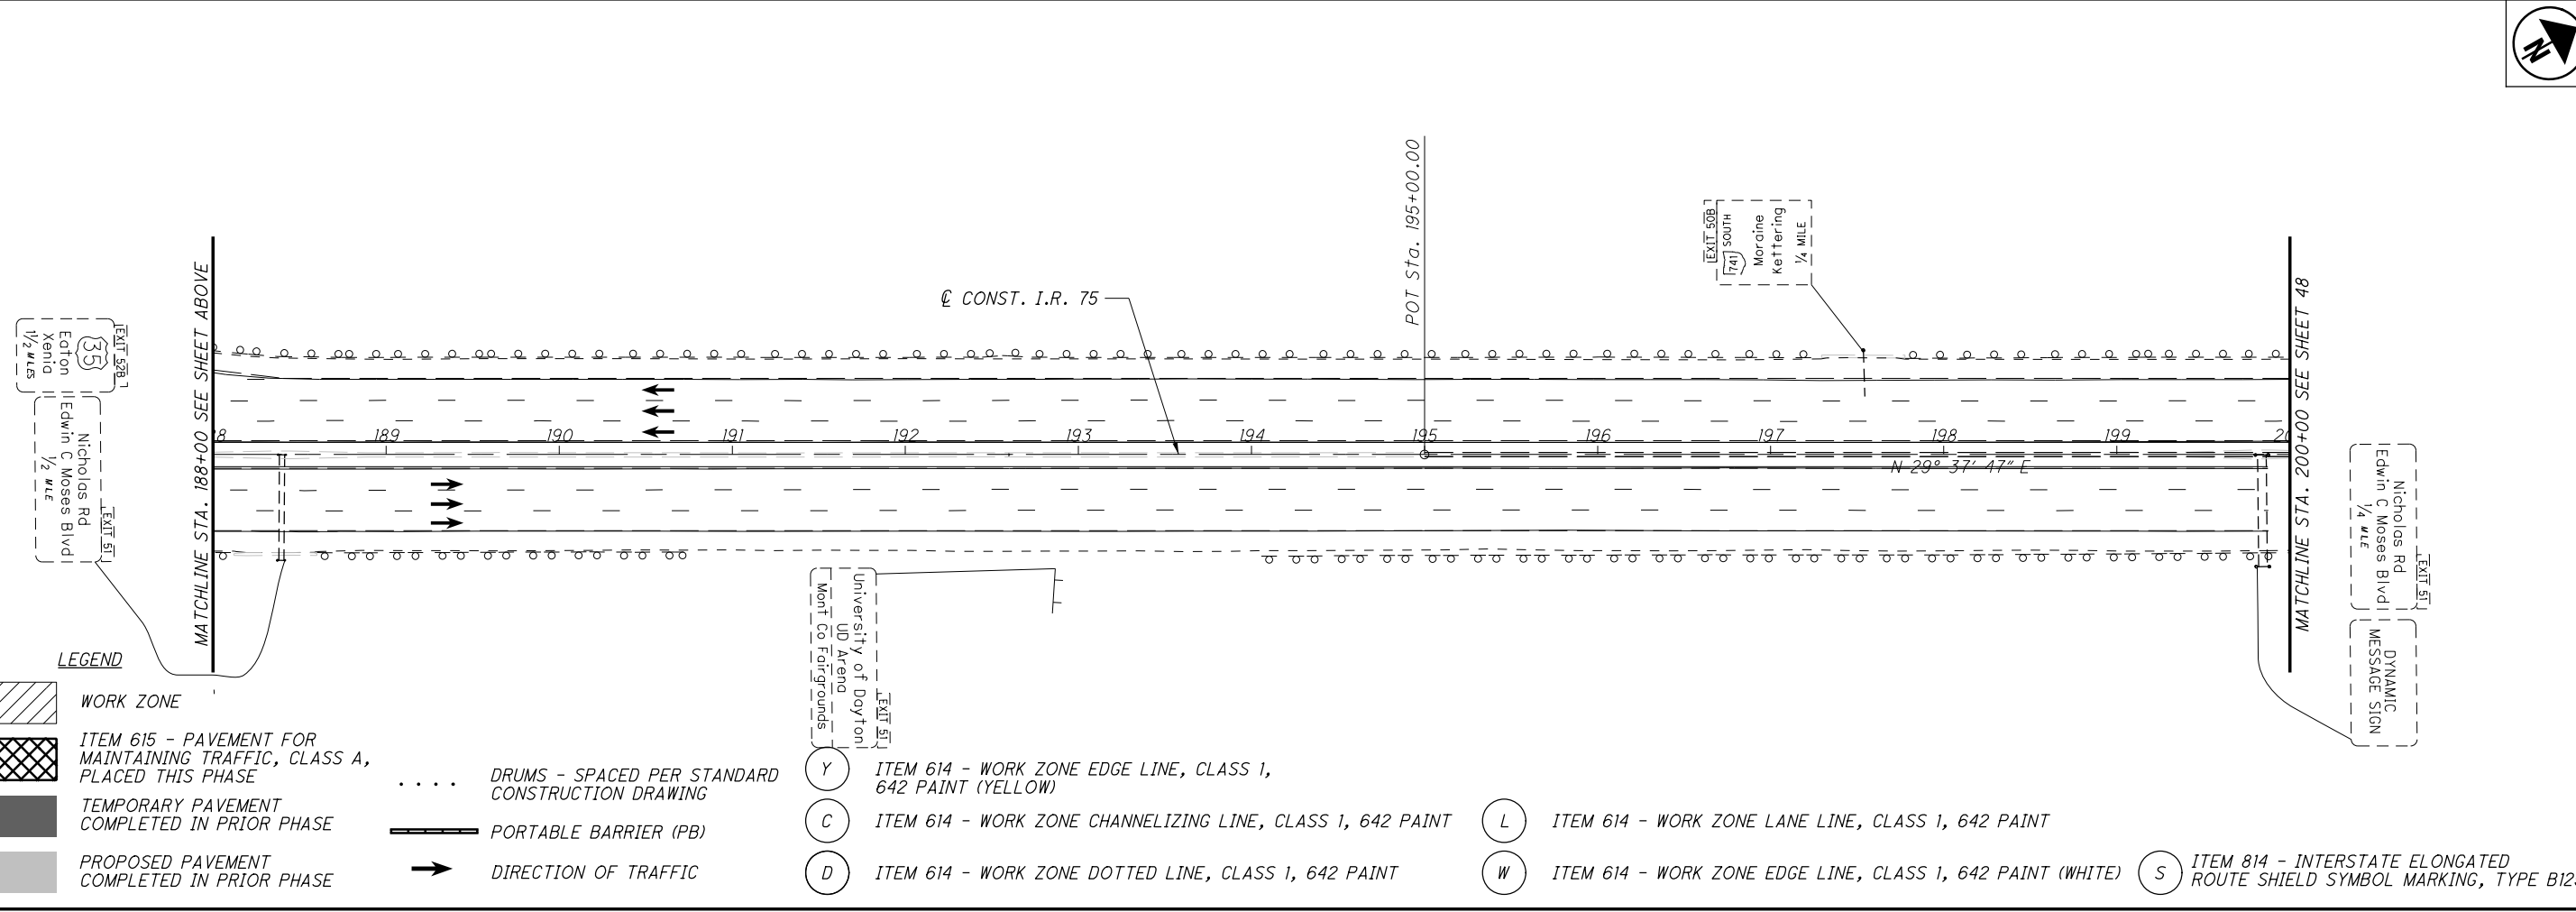 N
MATCHLINE STA. 188+00 SEE SHEET ABOVE
EXIT 52B
35
Eaton
Xenia
1 1/2 MILES
EXIT 51
Nicholas Rd
Edwin C Moses Blvd
1/2 MILE
℄ CONST. I.R. 75
POT Sta. 195+00.00
EXIT 50B
741 SOUTH
Moraine
Kettering
1/4 MILE
8 189 190 191 192 193 194 195 196 197 198 199 20
N 29° 37' 47" E
MATCHLINE STA. 200+00 SEE SHEET 48
EXIT 51
Nicholas Rd
Edwin C Moses Blvd
1/4 MILE
DYNAMIC
MESSAGE SIGN
EXIT 51
University of Dayton
UD Arena
Mont Co Fairgrounds
LEGEND
WORK ZONE
ITEM 615 - PAVEMENT FOR
MAINTAINING TRAFFIC, CLASS A,
PLACED THIS PHASE
TEMPORARY PAVEMENT
COMPLETED IN PRIOR PHASE
PROPOSED PAVEMENT
COMPLETED IN PRIOR PHASE
DRUMS - SPACED PER STANDARD
CONSTRUCTION DRAWING
PORTABLE BARRIER (PB)
DIRECTION OF TRAFFIC
Y ITEM 614 - WORK ZONE EDGE LINE, CLASS 1,
642 PAINT (YELLOW)
C ITEM 614 - WORK ZONE CHANNELIZING LINE, CLASS 1, 642 PAINT
D ITEM 614 - WORK ZONE DOTTED LINE, CLASS 1, 642 PAINT
L ITEM 614 - WORK ZONE LANE LINE, CLASS 1, 642 PAINT
W ITEM 614 - WORK ZONE EDGE LINE, CLASS 1, 642 PAINT (WHITE)
S ITEM 814 - INTERSTATE ELONGATED
ROUTE SHIELD SYMBOL MARKING, TYPE B12